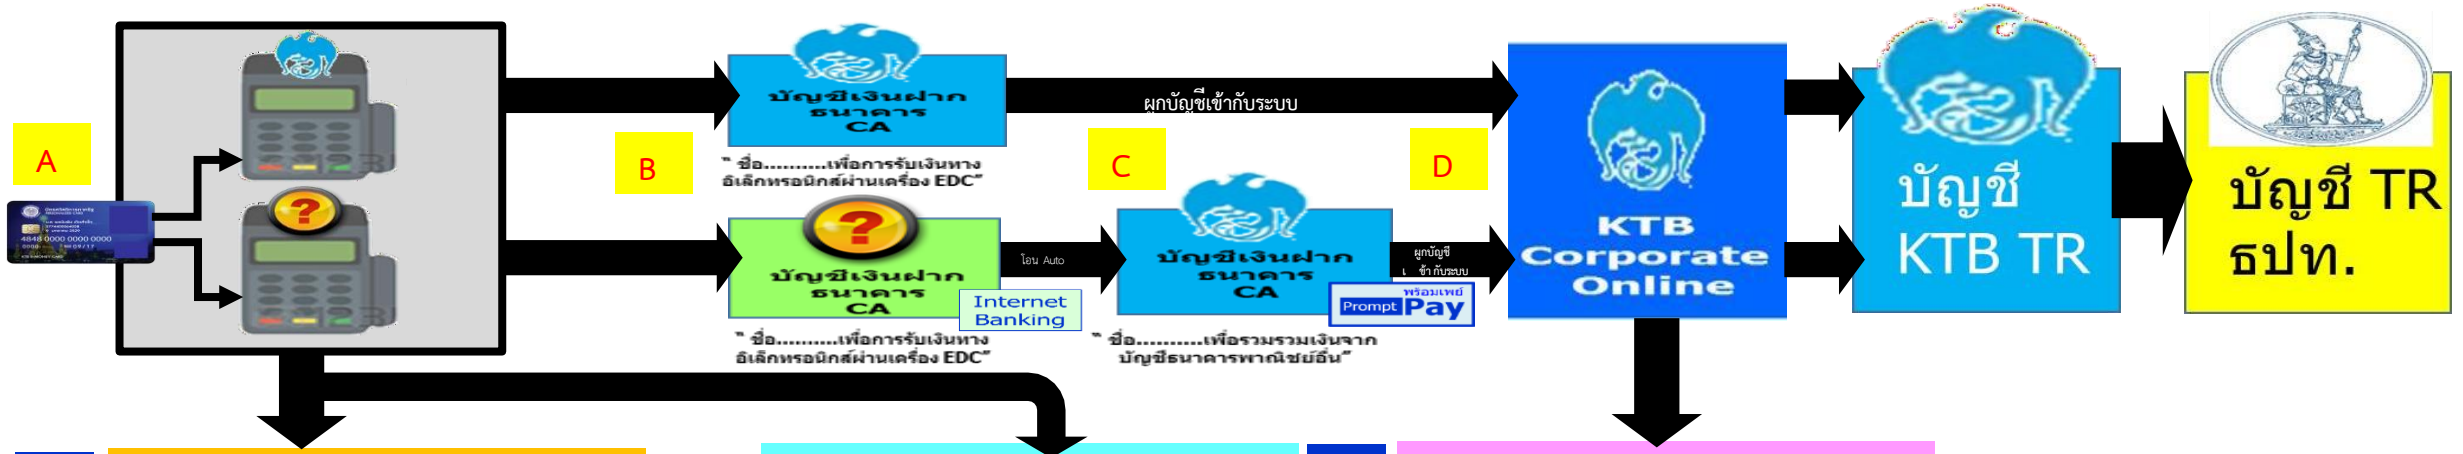 A
บัญชีเงินฝาก
ธนาคาร
CA
ผูกบัญชีเข้ากับระบบ
B
C
D
“ ชื่อ..........เพื่อการรับเงินทาง
อิเล็กทรอนิกส์ผ่านเครื่อง EDC”
4848 0000 0000 0000
บัญชีเงินฝาก
ธนาคาร
CA
Internet
Banking
โอน Auto
บัญชีเงินฝาก
ธนาคาร
CA
ผูกบัญชี
เ ข้า กับระบบ
พร้อมเพย์
Prompt Pay
“ ชื่อ..........เพื่อการรับเงินทาง
อิเล็กทรอนิกส์ผ่านเครื่อง EDC”
“ ชื่อ..........เพื่อรวมรวมเงินจาก
บัญชีธนาคารพาณิชย์อื่น”
KTB
Corporate
Online
บัญชี
KTB TR
บัญชี TR
ธปท.